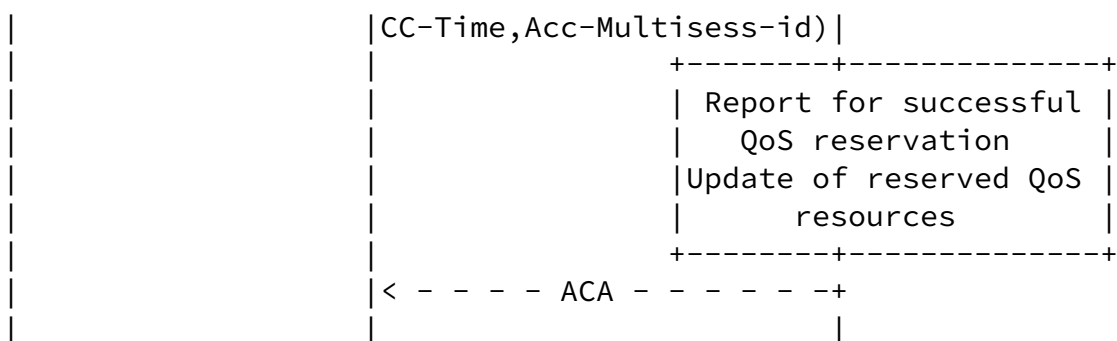 CC-Time,Acc-Multisess-id)
Report for successful
QoS reservation
Update of reserved QoS
resources
ACA